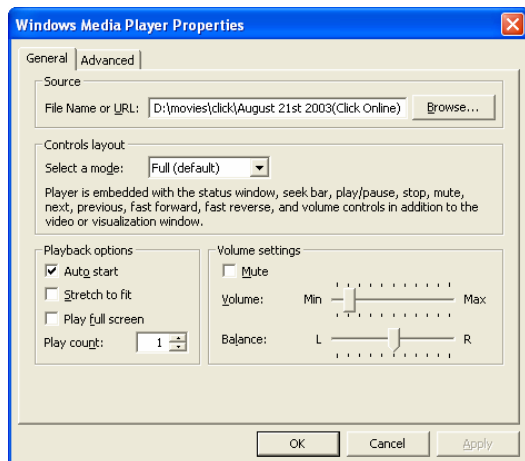 Windows Media Player Properties
General Advanced
Source
File Name or URL: D:\movies\click\August 21st 2003(Click Online) Browse...
Controls layout
Select a mode: Full (default)
Player is embedded with the status window, seek bar, play/pause, stop, mute,
next, previous, fast forward, fast reverse, and volume controls in addition to the
video or visualization window.
Playback options
Auto start
Stretch to fit
Play full screen
Play count: 1
Volume settings
Mute
Volume: Min Max
Balance: L R
OK Cancel Apply